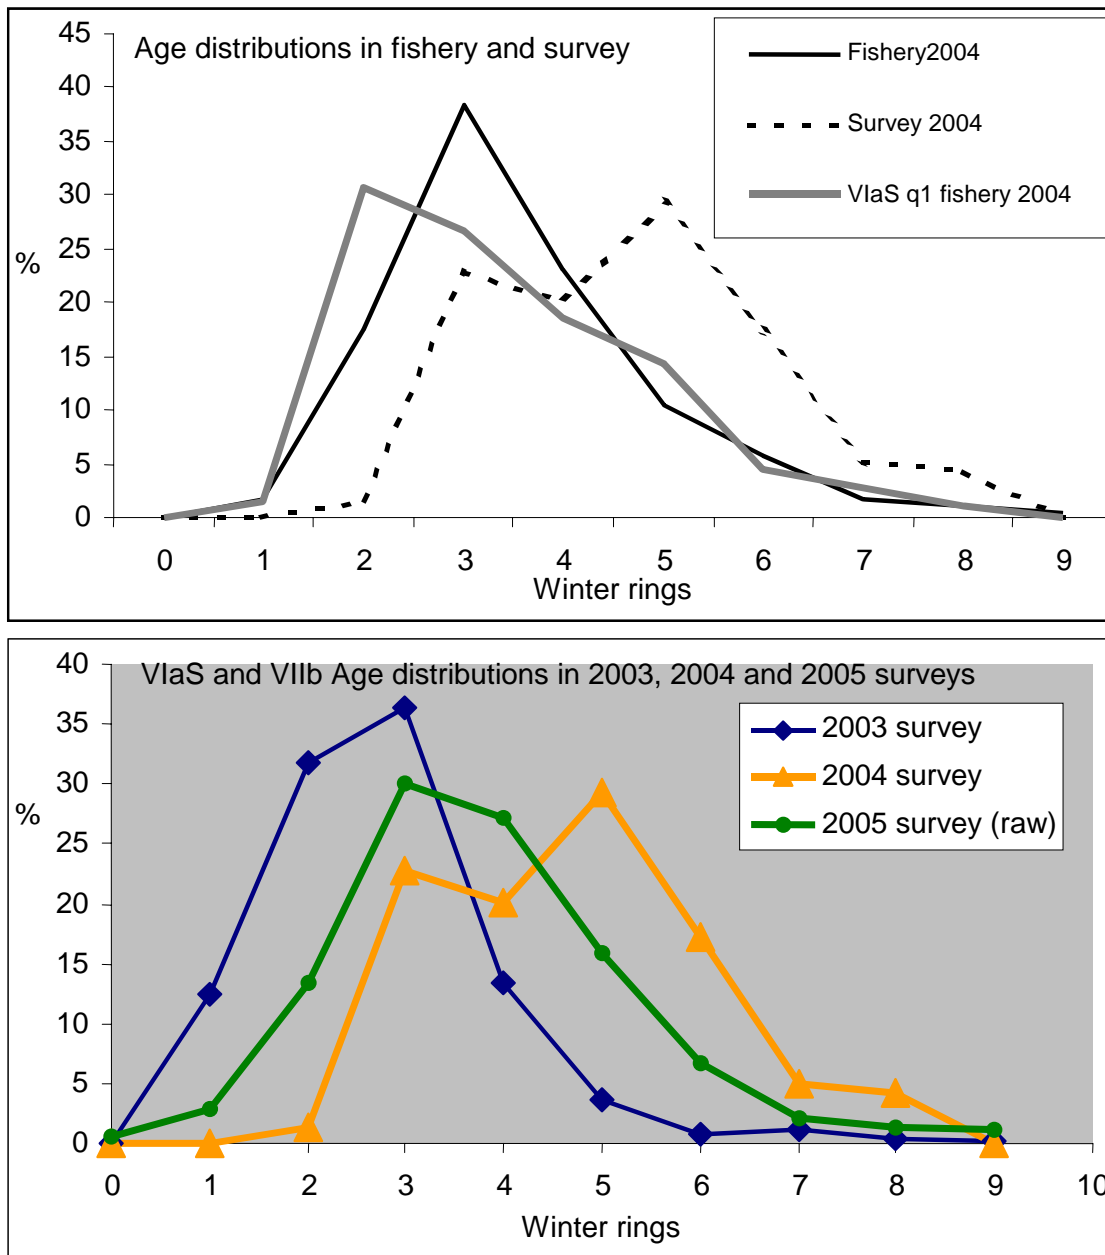 Age distributions in fishery and survey
Fishery2004
Survey 2004
VIaS q1 fishery 2004
45
40
35
30
25
20
15
10
5
0
%
0 1 2 3 4 5 6 7 8 9
Winter rings
VIaS and VIIb Age distributions in 2003, 2004 and 2005 surveys
2003 survey
2004 survey
2005 survey (raw)
40
35
30
25
20
15
10
5
0
%
0 1 2 3 4 5 6 7 8 9 10
Winter rings